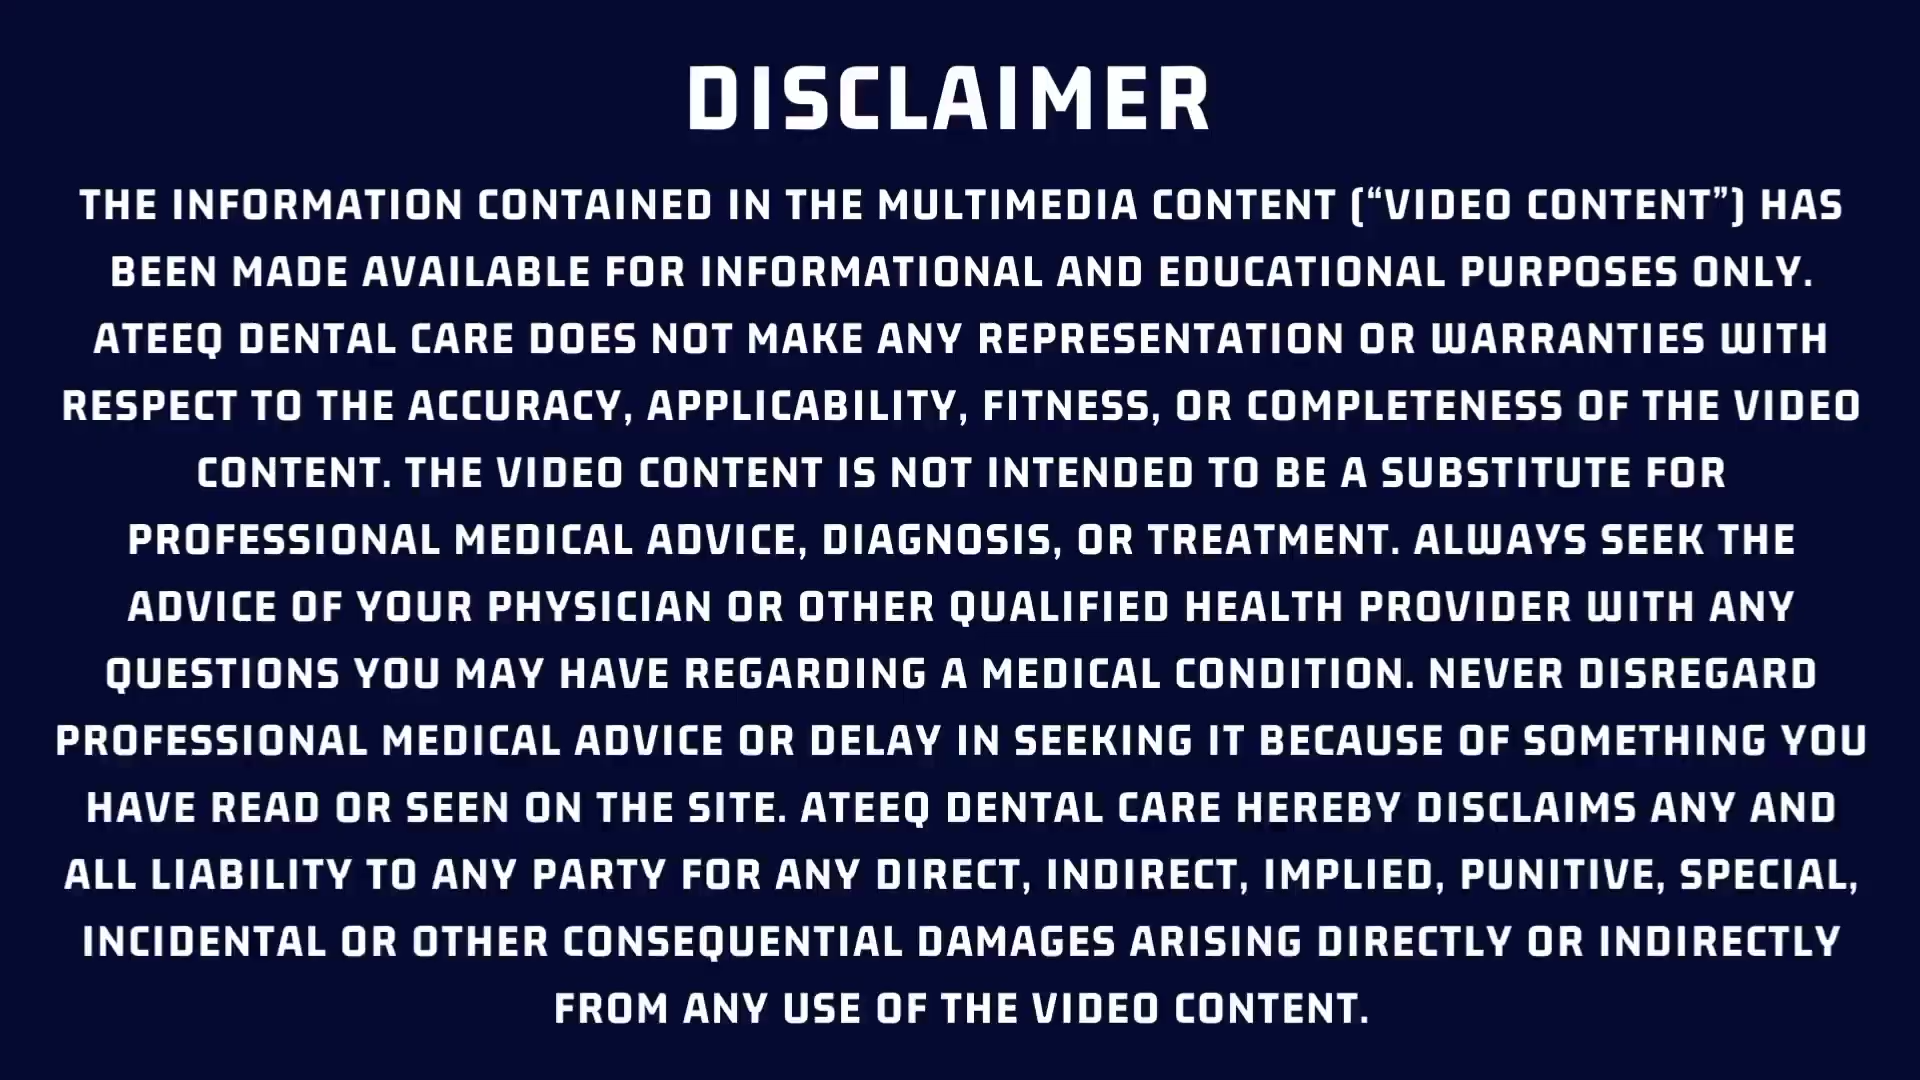 DISCLAIMER
THE INFORMATION CONTAINED IN THE MULTIMEDIA CONTENT (“VIDEO CONTENT”) HAS
BEEN MADE AVAILABLE FOR INFORMATIONAL AND EDUCATIONAL PURPOSES ONLY.
ATEEQ DENTAL CARE DOES NOT MAKE ANY REPRESENTATION OR WARRANTIES WITH
RESPECT TO THE ACCURACY, APPLICABILITY, FITNESS, OR COMPLETENESS OF THE VIDEO
CONTENT. THE VIDEO CONTENT IS NOT INTENDED TO BE A SUBSTITUTE FOR
PROFESSIONAL MEDICAL ADVICE, DIAGNOSIS, OR TREATMENT. ALWAYS SEEK THE
ADVICE OF YOUR PHYSICIAN OR OTHER QUALIFIED HEALTH PROVIDER WITH ANY
QUESTIONS YOU MAY HAVE REGARDING A MEDICAL CONDITION. NEVER DISREGARD
PROFESSIONAL MEDICAL ADVICE OR DELAY IN SEEKING IT BECAUSE OF SOMETHING YOU
HAVE READ OR SEEN ON THE SITE. ATEEQ DENTAL CARE HEREBY DISCLAIMS ANY AND
ALL LIABILITY TO ANY PARTY FOR ANY DIRECT, INDIRECT, IMPLIED, PUNITIVE, SPECIAL,
INCIDENTAL OR OTHER CONSEQUENTIAL DAMAGES ARISING DIRECTLY OR INDIRECTLY
FROM ANY USE OF THE VIDEO CONTENT.